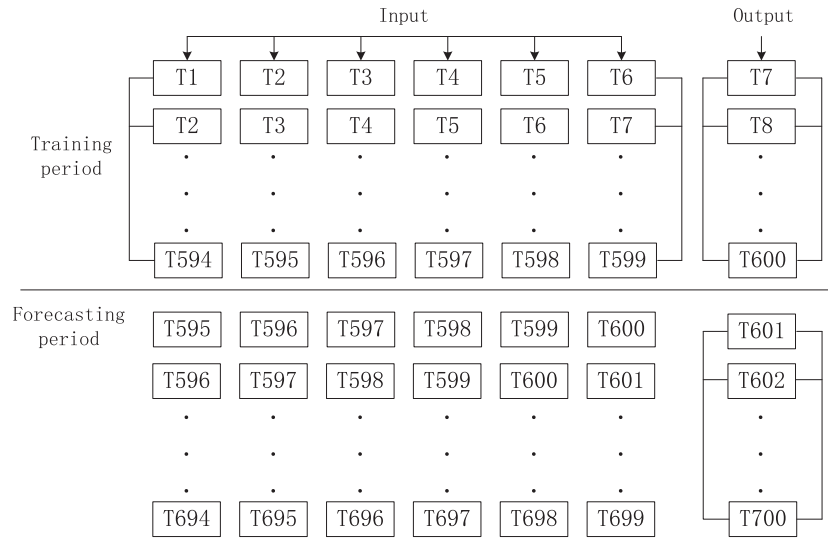 Input Output
T1 T2 T3 T4 T5 T6 T7
T2 T3 T4 T5 T6 T7 T8
Training
period
T594 T595 T596 T597 T598 T599 T600
Forecasting
period
T595 T596 T597 T598 T599 T600 T601
T596 T597 T598 T599 T600 T601 T602
T694 T695 T696 T697 T698 T699 T700